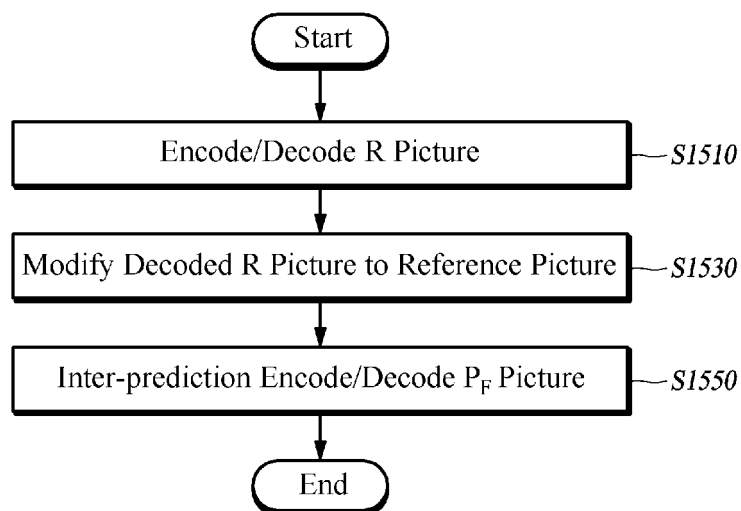 Start
Encode/Decode R Picture
S1510
Modify Decoded R Picture to Reference Picture
S1530
Inter-prediction Encode/Decode P_F Picture
S1550
End